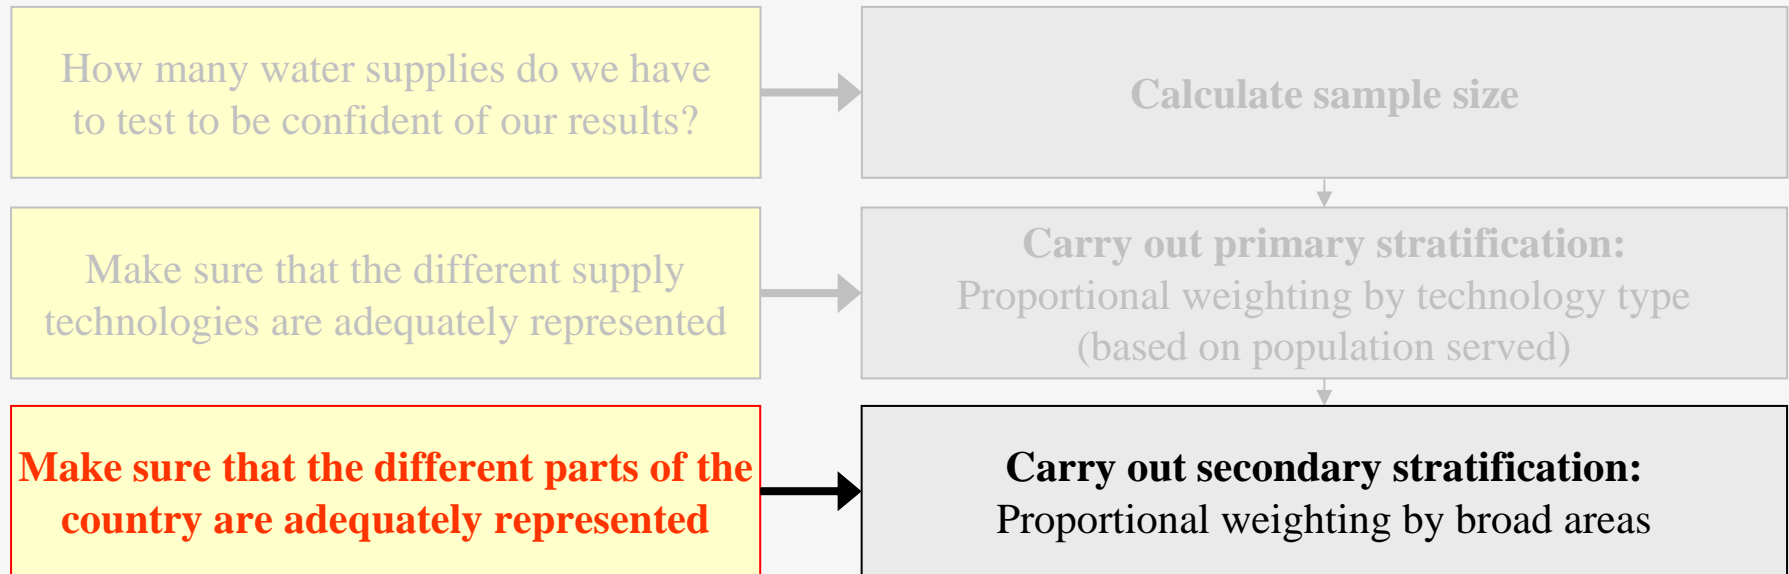 How many water supplies do we have
to test to be confident of our results?
Calculate sample size
Make sure that the different supply
technologies are adequately represented
Carry out primary stratification:
Proportional weighting by technology type
(based on population served)
Make sure that the different parts of the
country are adequately represented
Carry out secondary stratification:
Proportional weighting by broad areas